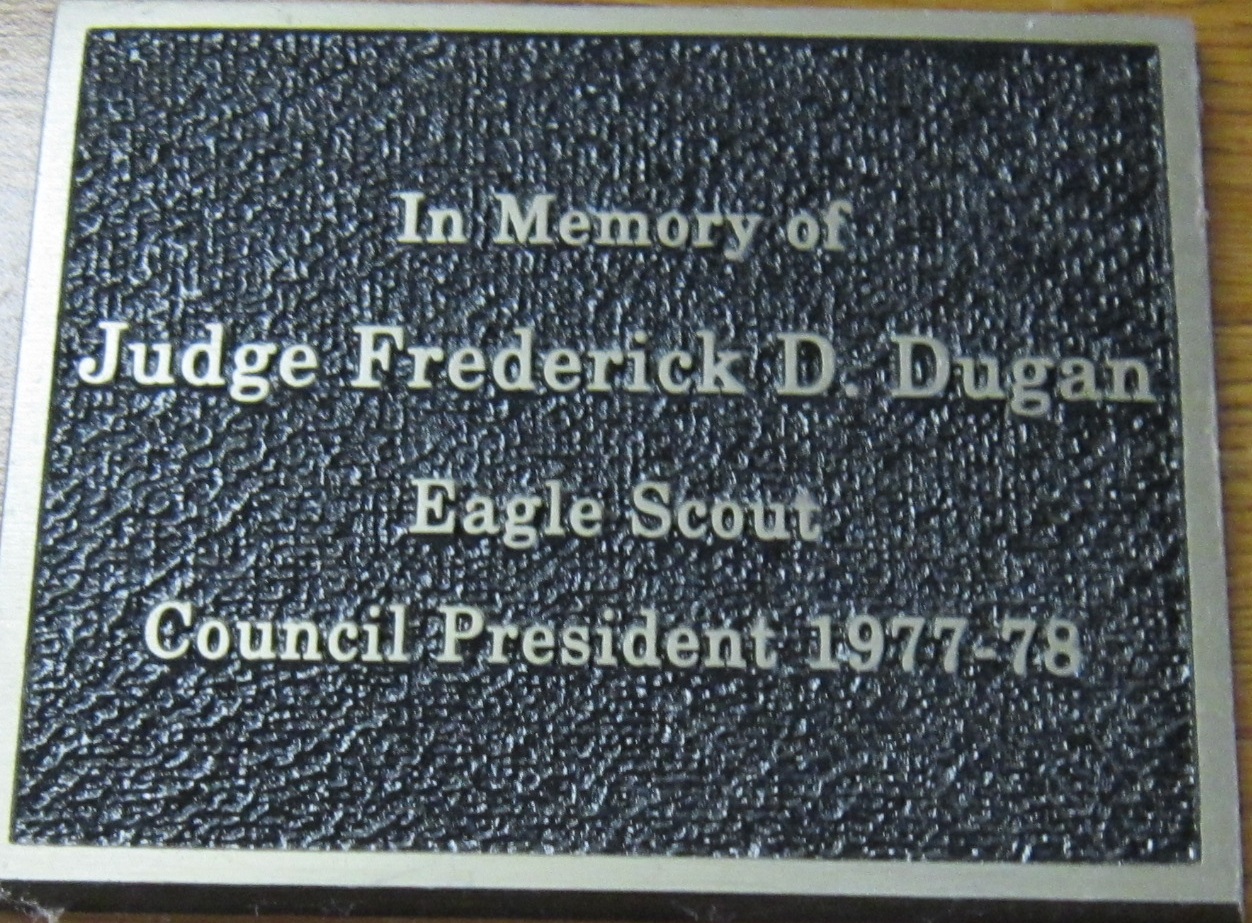 In Memory of
Judge Frederick D. Dugan
Eagle Scout
Council President 1977-78